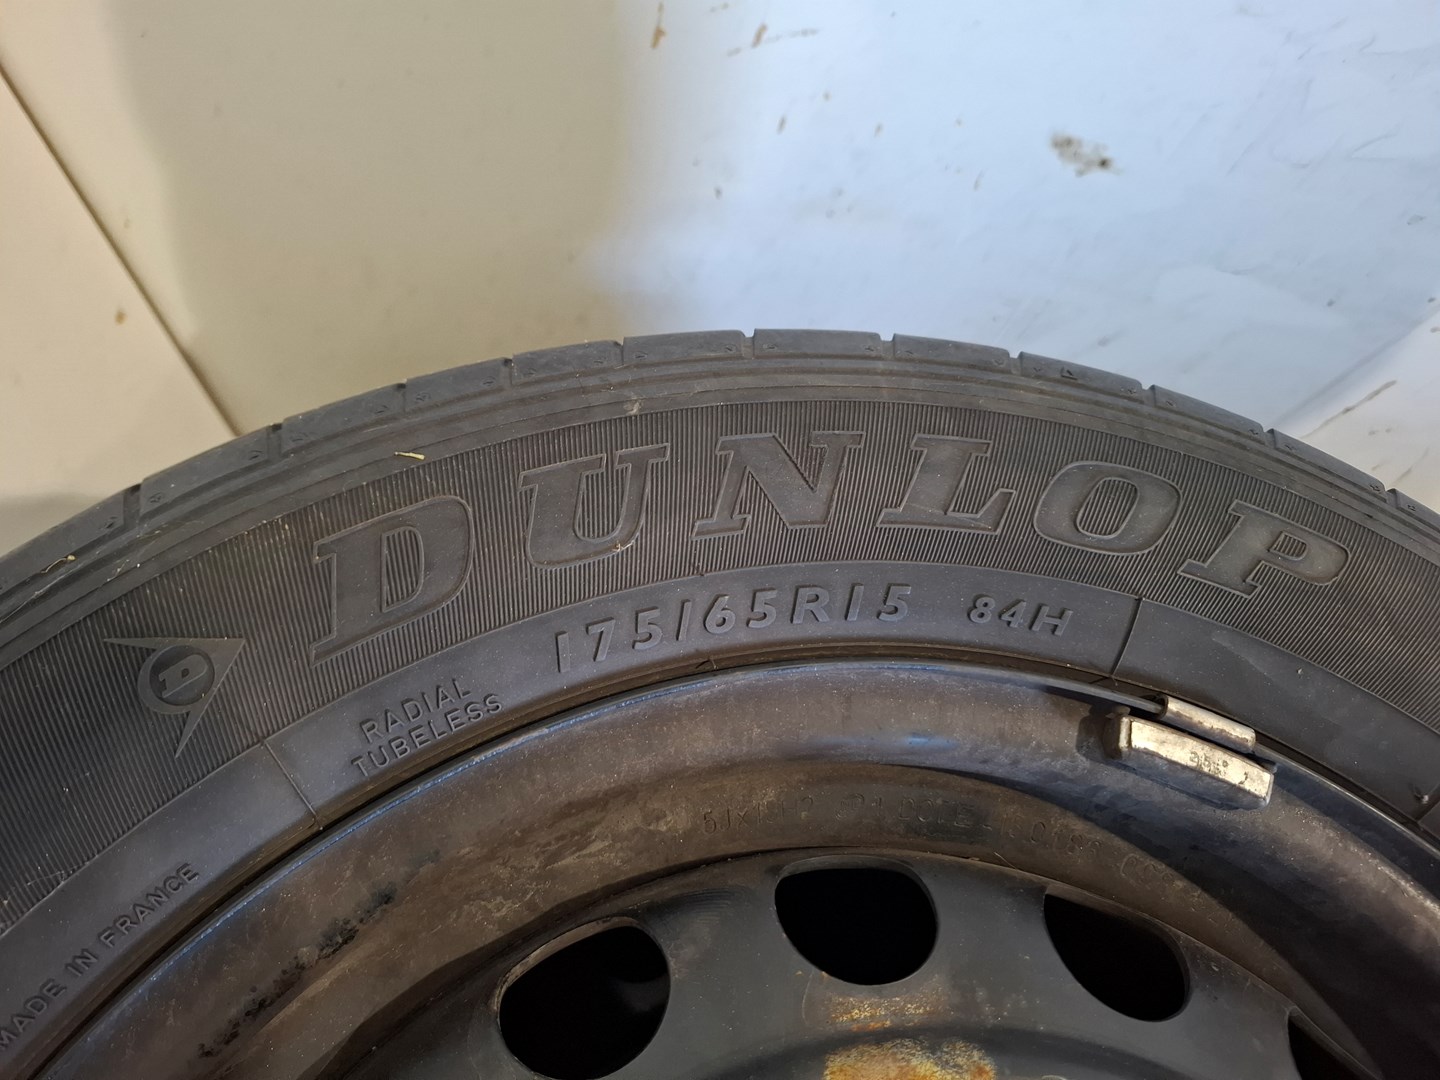 DUNLOP
D
175/65R15 84H
RADIAL
TUBELESS
MADE IN FRANCE